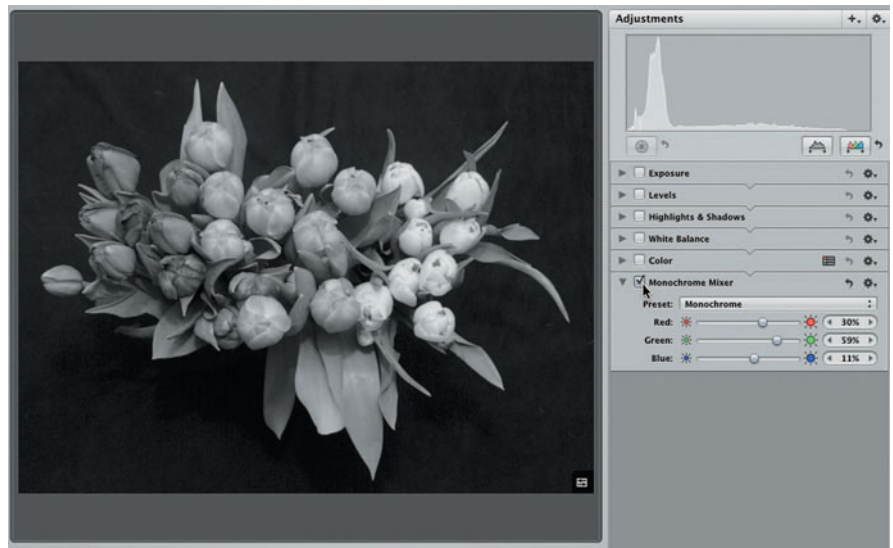 Adjustments
Exposure
Levels
Highlights & Shadows
White Balance
Color
Monochrome Mixer
Preset: Monochrome
Red: 30%
Green: 59%
Blue: 11%